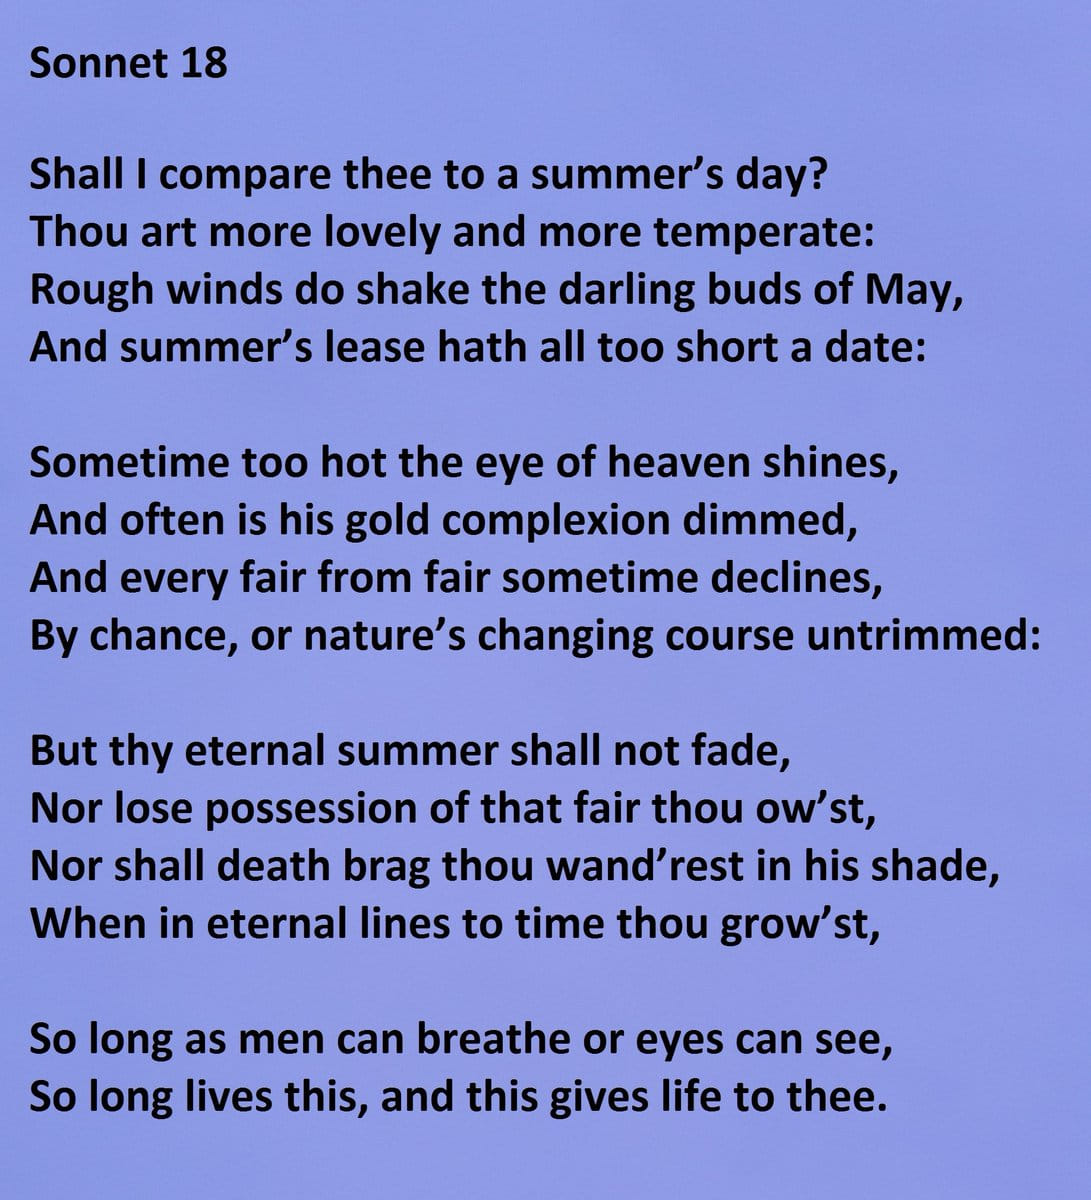 Sonnet 18
Shall I compare thee to a summer’s day?
Thou art more lovely and more temperate:
Rough winds do shake the darling buds of May,
And summer’s lease hath all too short a date:
Sometime too hot the eye of heaven shines,
And often is his gold complexion dimmed,
And every fair from fair sometime declines,
By chance, or nature’s changing course untrimmed:
But thy eternal summer shall not fade,
Nor lose possession of that fair thou ow’st,
Nor shall death brag thou wand’rest in his shade,
When in eternal lines to time thou grow’st,
So long as men can breathe or eyes can see,
So long lives this, and this gives life to thee.